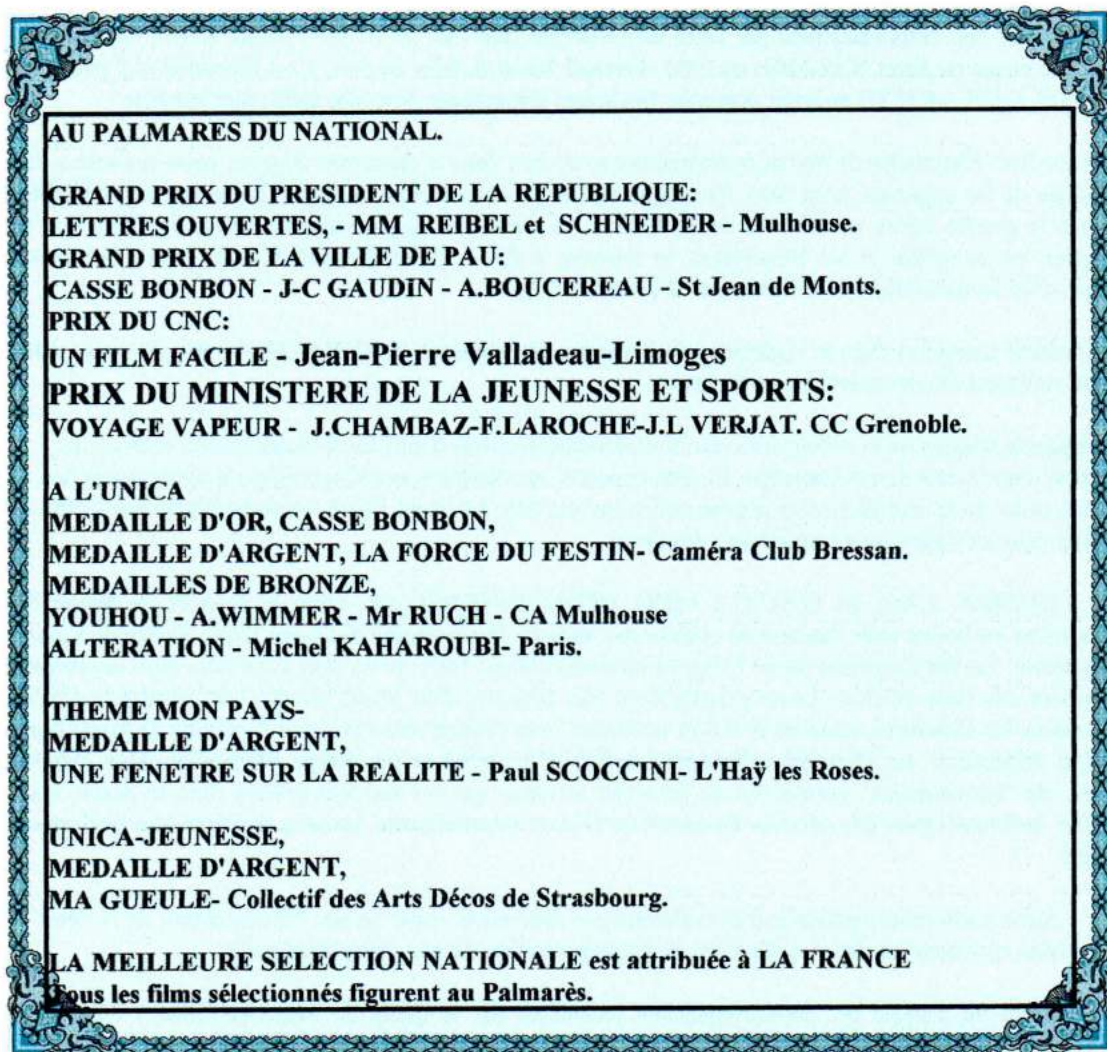 AU PALMARES DU NATIONAL.
GRAND PRIX DU PRESIDENT DE LA REPUBLIQUE:
LETTRES OUVERTES, - MM REIBEL et SCHNEIDER - Mulhouse.
GRAND PRIX DE LA VILLE DE PAU:
CASSE BONBON - J-C GAUDIN - A.BOUCEREAU - St Jean de Monts.
PRIX DU CNC:
UN FILM FACILE - Jean-Pierre Valladeau-Limoges
PRIX DU MINISTERE DE LA JEUNESSE ET SPORTS:
VOYAGE VAPEUR - J.CHAMBAZ-F.LAROCHE-J.L VERJAT. CC Grenoble.
A L'UNICA
MEDAILLE D'OR, CASSE BONBON,
MEDAILLE D'ARGENT, LA FORCE DU FESTIN- Caméra Club Bressan.
MEDAILLES DE BRONZE,
YOUHOU - A.WIMMER - Mr RUCH - CA Mulhouse
ALTERATION - Michel KAHAROUBI- Paris.
THEME MON PAYS-
MEDAILLE D'ARGENT,
UNE FENETRE SUR LA REALITE - Paul SCOCCINI- L'Haÿ les Roses.
UNICA-JEUNESSE,
MEDAILLE D'ARGENT,
MA GUEULE- Collectif des Arts Décos de Strasbourg.
LA MEILLEURE SELECTION NATIONALE est attribuée à LA FRANCE
Tous les films sélectionnés figurent au Palmarès.